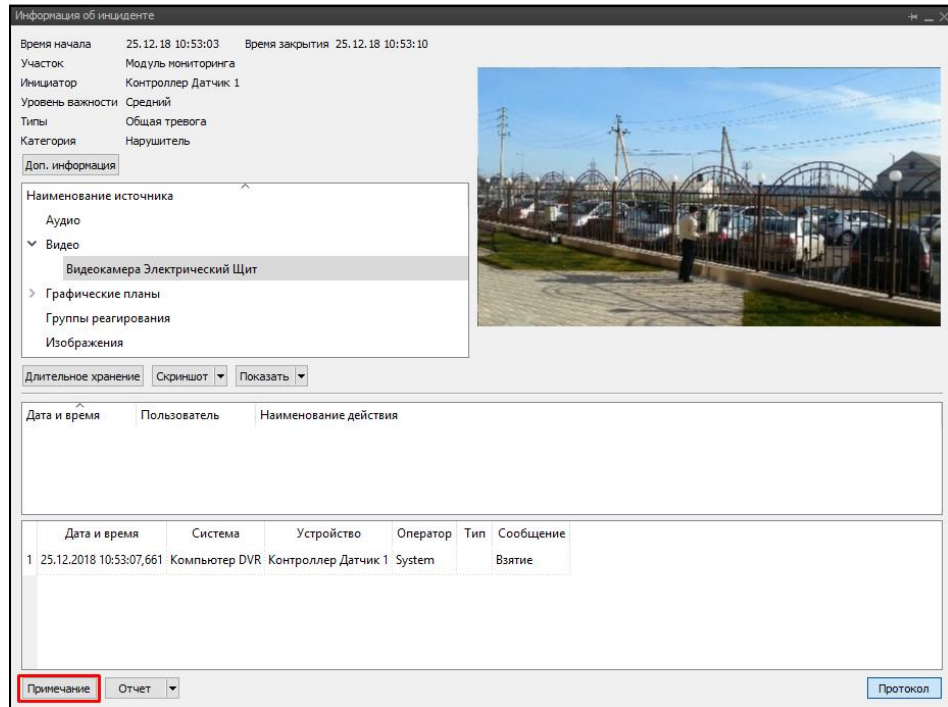 Информация об инциденте
Время начала 25.12.18 10:53:03 Время закрытия 25.12.18 10:53:10
Участок Модуль мониторинга
Инициатор Контроллер Датчик 1
Уровень важности Средний
Типы Общая тревога
Категория Нарушитель
Доп. информация
Наименование источника
Аудио
Видео
Видеокамера Электрический Щит
Графические планы
Группы реагирования
Изображения
Длительное хранение Скриншот Показать
Дата и время Пользователь Наименование действия
Дата и время Система Устройство Оператор Тип Сообщение
1 25.12.2018 10:53:07,661 Компьютер DVR Контроллер Датчик 1 System Взятие
Примечание Отчет Протокол